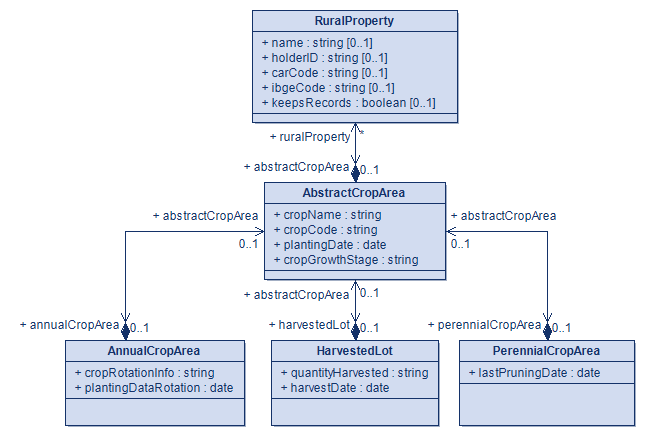 RuralProperty
+ name : string [0..1]
+ holderID : string [0..1]
+ carCode : string [0..1]
+ ibgeCode : string [0..1]
+ keepsRecords : boolean [0..1]
+ ruralProperty
*
+ abstractCropArea
0..1
AbstractCropArea
+ cropName : string
+ cropCode : string
+ plantingDate : date
+ cropGrowthStage : string
+ abstractCropArea
0..1
+ abstractCropArea
0..1
+ abstractCropArea
0..1
+ annualCropArea
0..1
+ harvestedLot
0..1
+ perennialCropArea
0..1
AnnualCropArea
+ cropRotationInfo : string
+ plantingDataRotation : date
HarvestedLot
+ quantityHarvested : string
+ harvestDate : date
PerennialCropArea
+ lastPruningDate : date